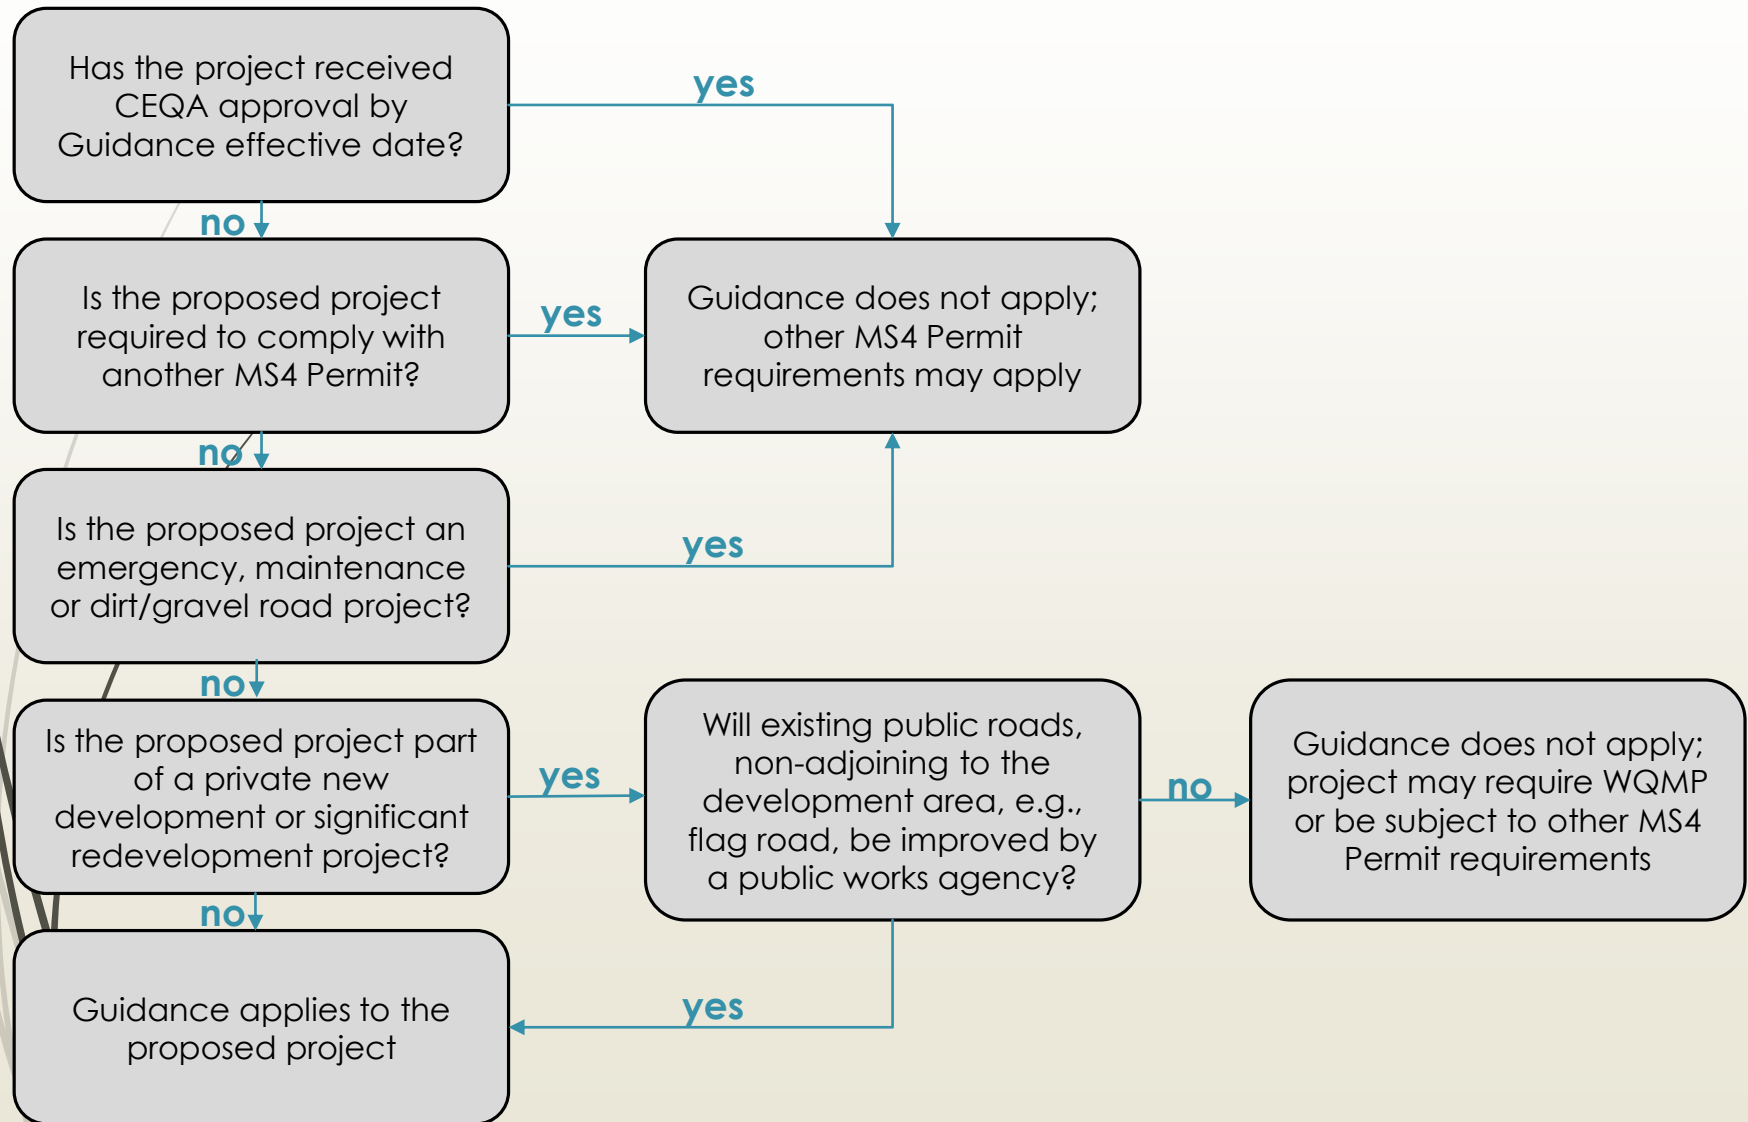 Has the project received
CEQA approval by
Guidance effective date?
yes
no
Is the proposed project
required to comply with
another MS4 Permit?
yes
Guidance does not apply;
other MS4 Permit
requirements may apply
no
Is the proposed project an
emergency, maintenance
or dirt/gravel road project?
yes
no
Is the proposed project part
of a private new
development or significant
redevelopment project?
yes
Will existing public roads,
non-adjoining to the
development area, e.g.,
flag road, be improved by
a public works agency?
no
Guidance does not apply;
project may require WQMP
or be subject to other MS4
Permit requirements
no
Guidance applies to the
proposed project
yes